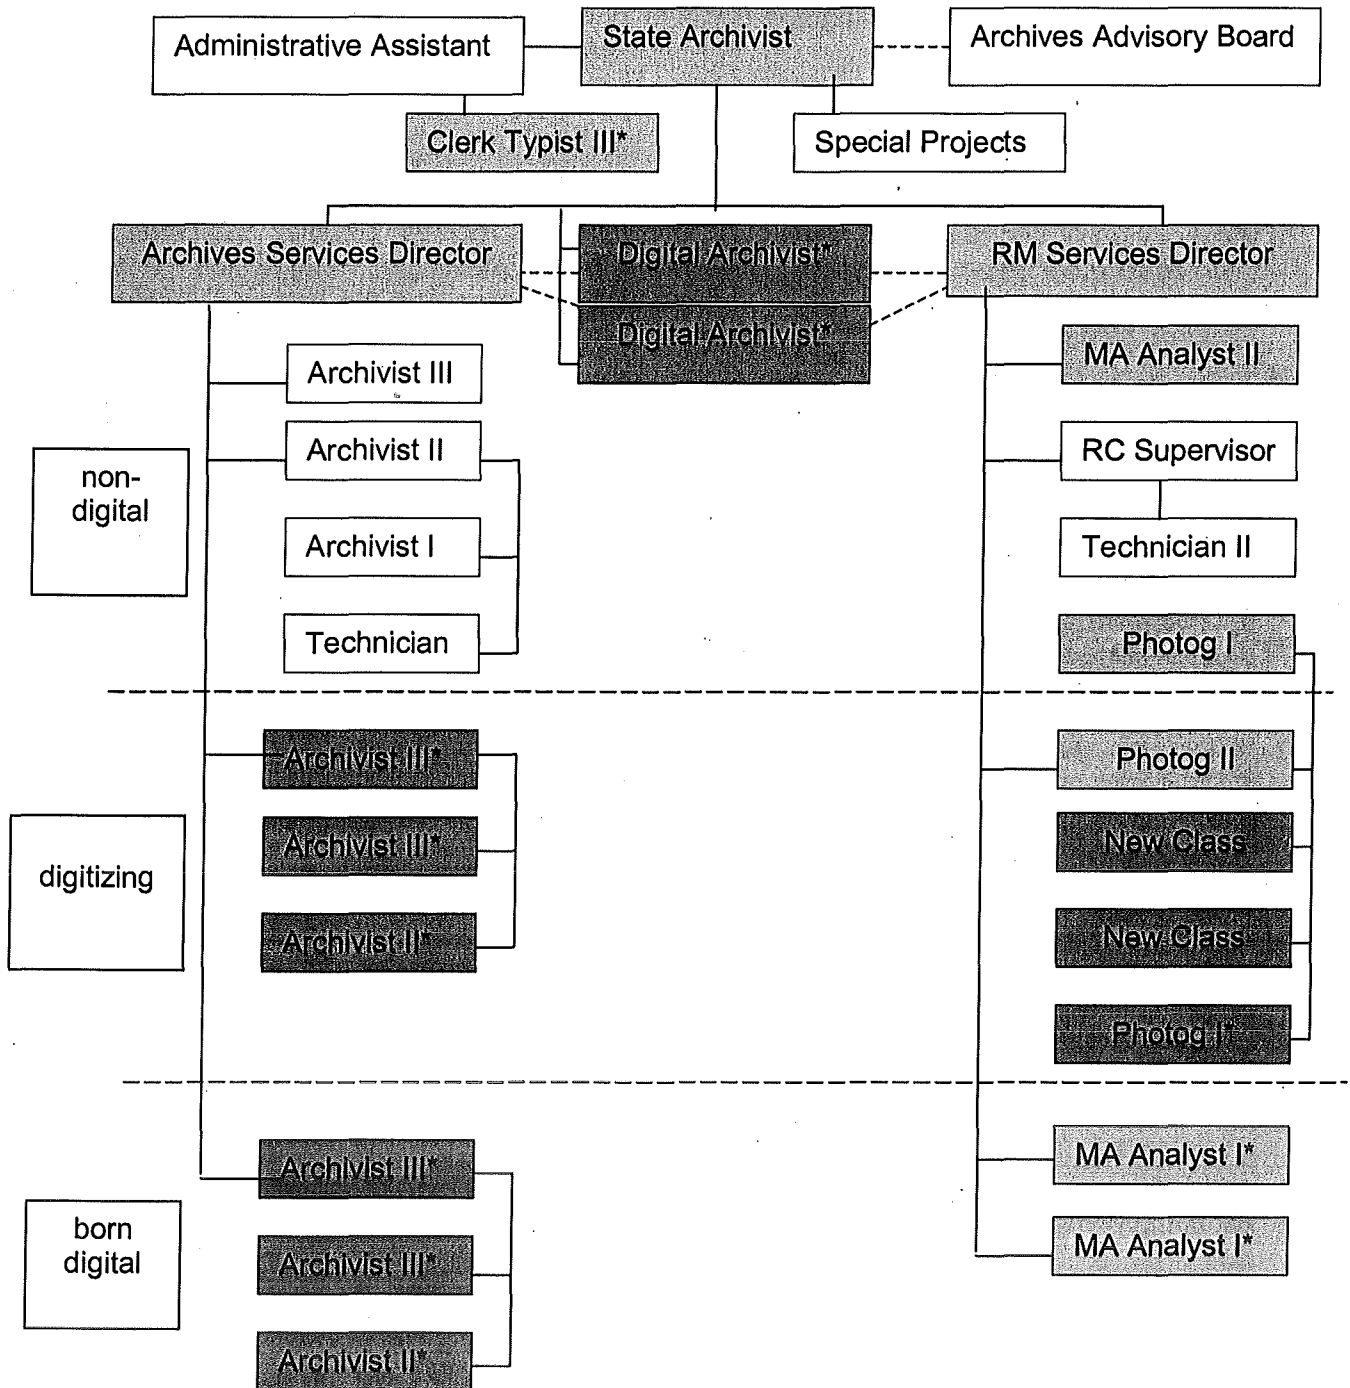 Administrative Assistant
State Archivist
Archives Advisory Board
Clerk Typist III*
Special Projects
Archives Services Director
Digital Archivist*
RM Services Director
Digital Archivist*
Archivist III
MA Analyst II
non-
digital
Archivist II
RC Supervisor
Archivist I
Technician II
Technician
Photog I
digitizing
Archivist III*
Photog II
Archivist III*
New Class
Archivist II*
New Class
Photog I*
born
digital
Archivist III*
MA Analyst I*
Archivist III*
MA Analyst I*
Archivist II*